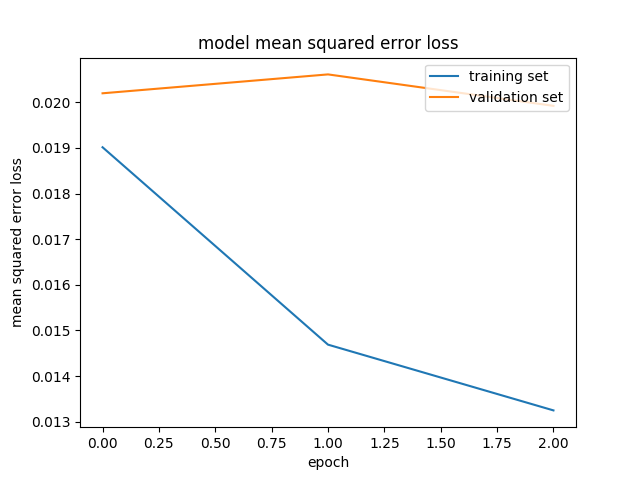 model mean squared error loss
training set
validation set
0.020
0.019
0.018
0.017
0.016
0.015
0.014
0.013
mean squared error loss
0.00 0.25 0.50 0.75 1.00 1.25 1.50 1.75 2.00
epoch